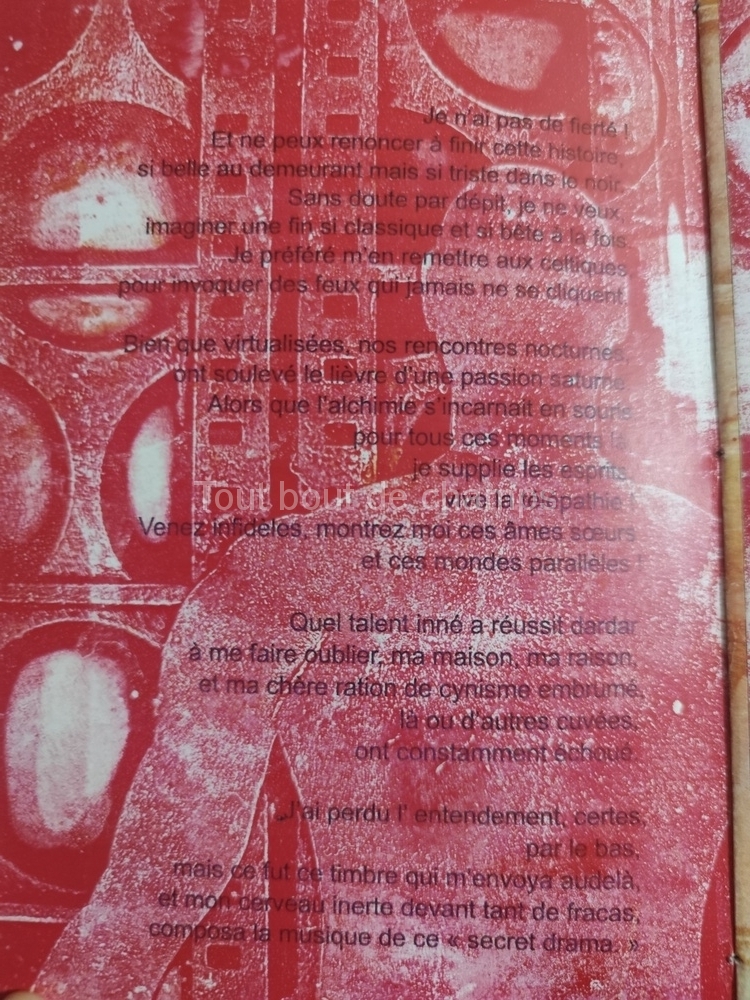 Je n'ai pas de fierté !
Et ne peux renoncer à finir cette histoire,
si belle au demeurant mais si triste dans le noir.
Sans doute par dépit, je ne veux,
imaginer une fin si classique et si bête à la fois
Je préféré m'en remettre aux celtiques
pour invoquer des feux qui jamais ne se cliquent.
Bien que virtualisées, nos rencontres nocturnes,
ont soulevé le lièvre d'une passion saturne.
Alors que l'alchimie s'incarnait en
pour tous ces moments là,
je supplie les esprits,
vive la télépathie !
Venez infidèles, montrez moi ces âmes sœurs
et ces mondes parallèles !
Tout bour de
Quel talent inné a réussit dardar
à me faire oublier, ma maison, ma raison,
et ma chère ration de cynisme embrumé.
là ou d'autres cuvées,
ont constamment échoué.
J'ai perdu l' entendement, certes,
par le bas,
mais ce fut ce timbre qui m'envoya audelà,
et mon cerveau inerte devant tant de fracas,
composa la musique de ce « secret drama. »